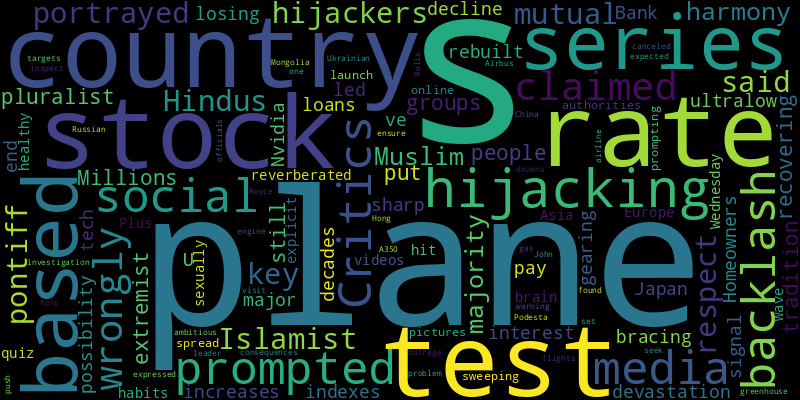 portrayed losing hijackers decline mutual Bank harmony
country S series
targets Mongolia Ukrainian Rolls rebuilt canceled
inspect one launch Airbus expected
pluralist Hindus loans led online claimed said
stock groups China authorities ultralow
healthy Russian officials Nvidia ve rate
end Critics airline prompting
Millions reverberated Muslim people Wednesday
based social Royce put hijacking backlash recovering
pontiff wrongly Plus still explicit sharp Asia Europe
tech U engine decades Hong A350 hit majority gas John
investigation key plane videos pay gearing Japan respect Homeowners
Kong possibility extremist sexually visit major brain found Wave tradition
warning Podesta set signal
ambitious pictures interest bracing
quiz spread Islamist outrage test flights seek
push leader consequences problem
expressed prompted sweeping dozens media greenhouse
habits increases indexes ensure devastation